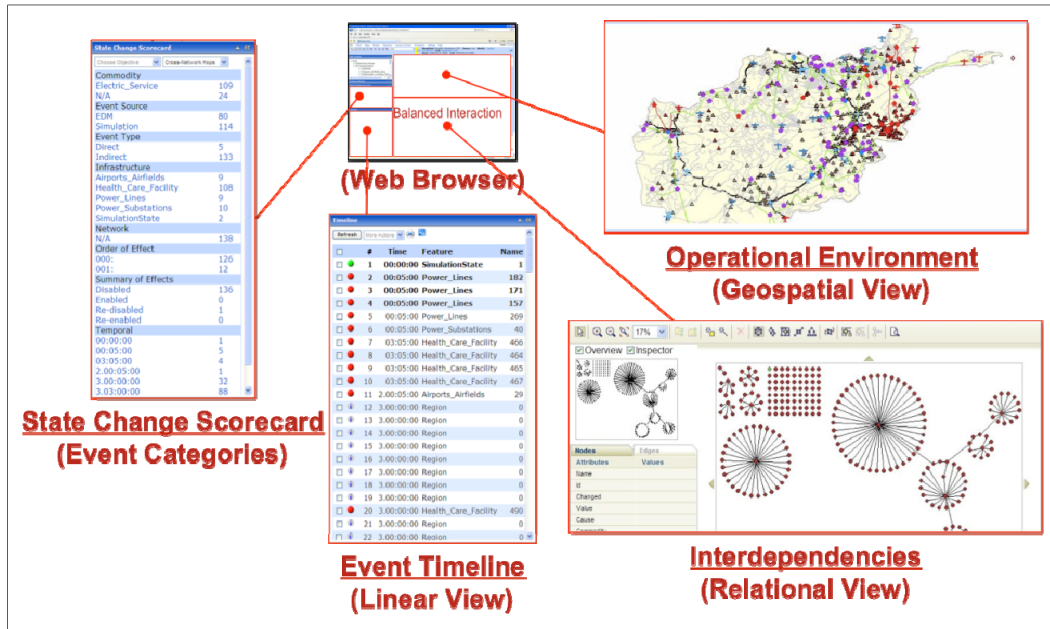 State Change Scorecard
Choose Objective Cross-Network Maps
Commodity
Electric_Service 109
N/A 24
Event Source
EDM 80
Simulation 114
Event Type
Direct 5
Indirect 133
Infrastructure
Airports_Airfields 9
Health_Care_Facility 108
Power_Lines 9
Power_Substations 10
SimulationState 2
Network
N/A 138
Order of Effect
000: 126
001: 12
Summary of Effects
Disabled 136
Enabled 0
Re-disabled 1
Re-enabled 0
Temporal
00:00:00 1
00:05:00 5
03:05:00 4
2.00:05:00 1
3.00:00:00 32
3.03:00:00 88
State Change Scorecard
(Event Categories)
Balanced Interaction
(Web Browser)
Timeline
Refresh More Actions
# Time Feature Name
1 00:00:00 SimulationState 1
2 00:05:00 Power_Lines 182
3 00:05:00 Power_Lines 171
4 00:05:00 Power_Lines 157
5 00:05:00 Power_Lines 269
6 00:05:00 Power_Substations 40
7 03:05:00 Health_Care_Facility 466
8 03:05:00 Health_Care_Facility 464
9 03:05:00 Health_Care_Facility 465
10 03:05:00 Health_Care_Facility 467
11 2.00:05:00 Airports_Airfields 29
12 3.00:00:00 Region 0
13 3.00:00:00 Region 0
14 3.00:00:00 Region 0
15 3.00:00:00 Region 0
16 3.00:00:00 Region 0
17 3.00:00:00 Region 0
18 3.00:00:00 Region 0
19 3.00:00:00 Region 0
20 3.00:00:00 Health_Care_Facility 490
21 3.00:00:00 Region 0
22 3.00:00:00 Region 0
Event Timeline
(Linear View)
Operational Environment
(Geospatial View)
17%
Overview Inspector
Nodes Edges
Attributes Values
Name
Id
Changed
Value
Cause
Commodity
Interdependencies
(Relational View)